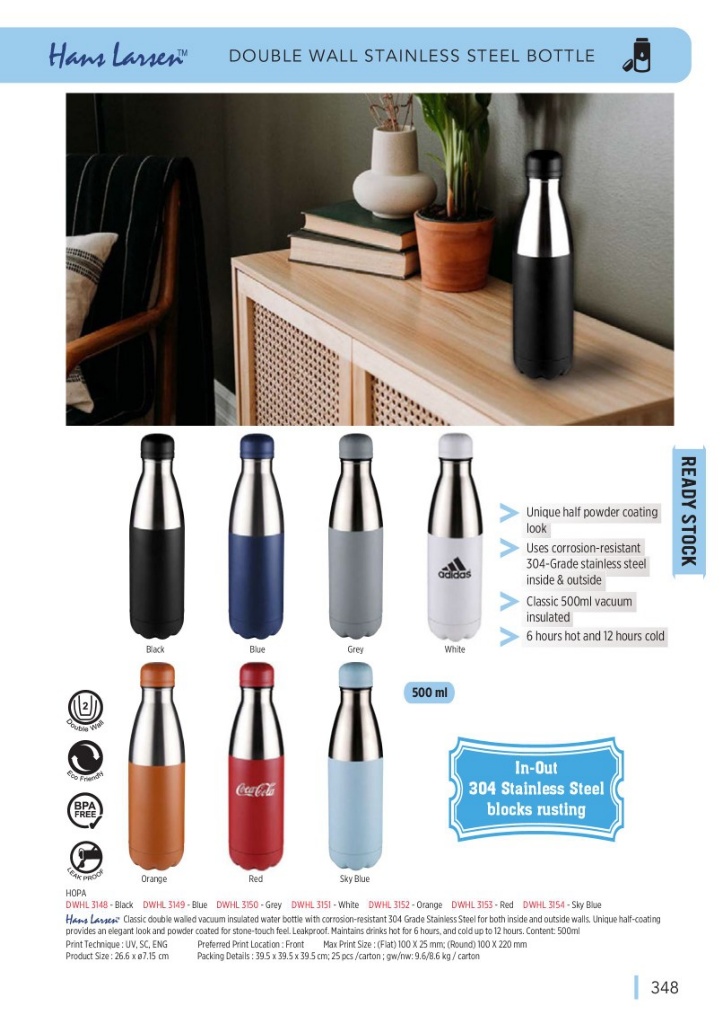 Hans Larsen™ DOUBLE WALL STAINLESS STEEL BOTTLE
READY STOCK
Unique half powder coating
look
Uses corrosion-resistant
304-Grade stainless steel
inside & outside
Classic 500ml vacuum
insulated
6 hours hot and 12 hours cold
adidas
Black Blue Grey White
500 ml
2
Double Wall
Eco Friendly
BPA
FREE
LEAK PROOF
Coca-Cola
In-Out
304 Stainless Steel
blocks rusting
Orange Red Sky Blue
HOPA
DWHL 3148 - Black DWHL 3149 - Blue DWHL 3150 - Grey DWHL 3151 - White DWHL 3152 - Orange DWHL 3153 - Red DWHL 3154 - Sky Blue
Hans Larsen™ Classic double walled vacuum insulated water bottle with corrosion-resistant 304 Grade Stainless Steel for both inside and outside walls. Unique half-coating
provides an elegant look and powder coated for stone-touch feel. Leakproof. Maintains drinks hot for 6 hours, and cold up to 12 hours. Content: 500ml
Print Technique : UV, SC, ENG Preferred Print Location : Front Max Print Size : (Flat) 100 X 25 mm; (Round) 100 X 220 mm
Product Size : 26.6 x ø7.15 cm Packing Details : 39.5 x 39.5 x 39.5 cm; 25 pcs /carton ; gw/nw: 9.6/8.6 kg / carton
348